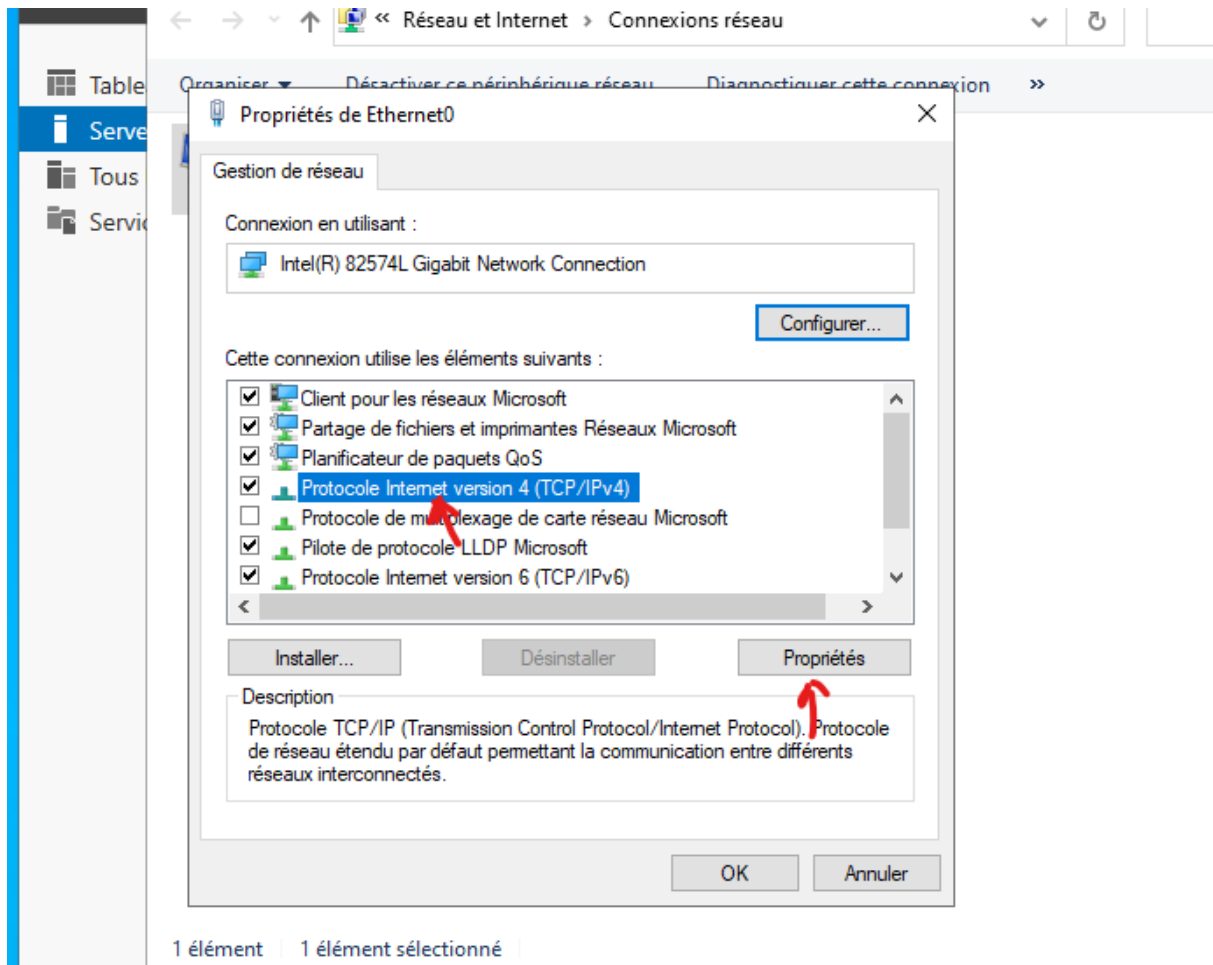 « Réseau et Internet > Connexions réseau
Table
Organiser Désactiver ce périphérique réseau Diagnostiquer cette connexion »
Propriétés de Ethernet0
Serve
Tous
Servic
Gestion de réseau
Connexion en utilisant :
Intel(R) 82574L Gigabit Network Connection
Configurer...
Cette connexion utilise les éléments suivants :
Client pour les réseaux Microsoft
Partage de fichiers et imprimantes Réseaux Microsoft
Planificateur de paquets QoS
Protocole Internet version 4 (TCP/IPv4)
Protocole de multiplexage de carte réseau Microsoft
Pilote de protocole LLDP Microsoft
Protocole Internet version 6 (TCP/IPv6)
Installer... Désinstaller Propriétés
Description
Protocole TCP/IP (Transmission Control Protocol/Internet Protocol). Protocole
de réseau étendu par défaut permettant la communication entre différents
réseaux interconnectés.
OK Annuler
1 élément 1 élément sélectionné